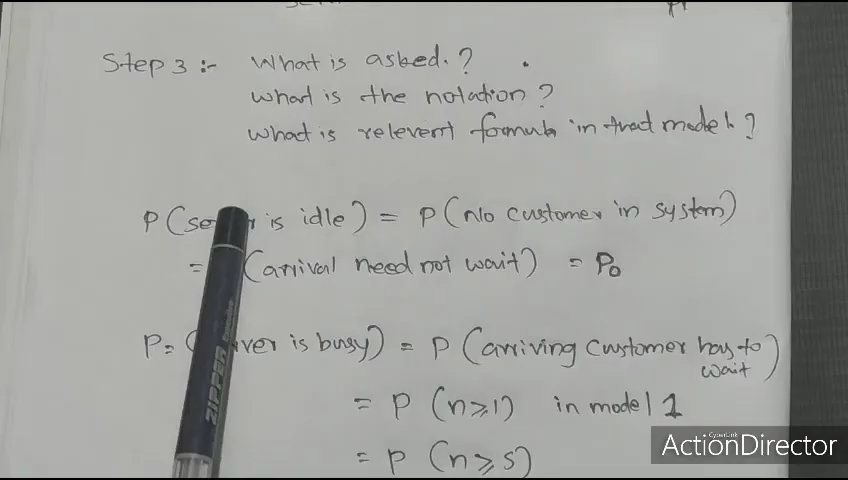 Step 3 :- What is asked. ?
What is the notation ?
What is relevent formula in that model ?
P( is idle) = P(no customer in system)
= (arrival need not wait) = P0
P= ( is busy) = P (arriving customer has to wait)
= P (n≥1) in model 1
= P (n≥S)
ZIPPER
CyberLink
ActionDirector